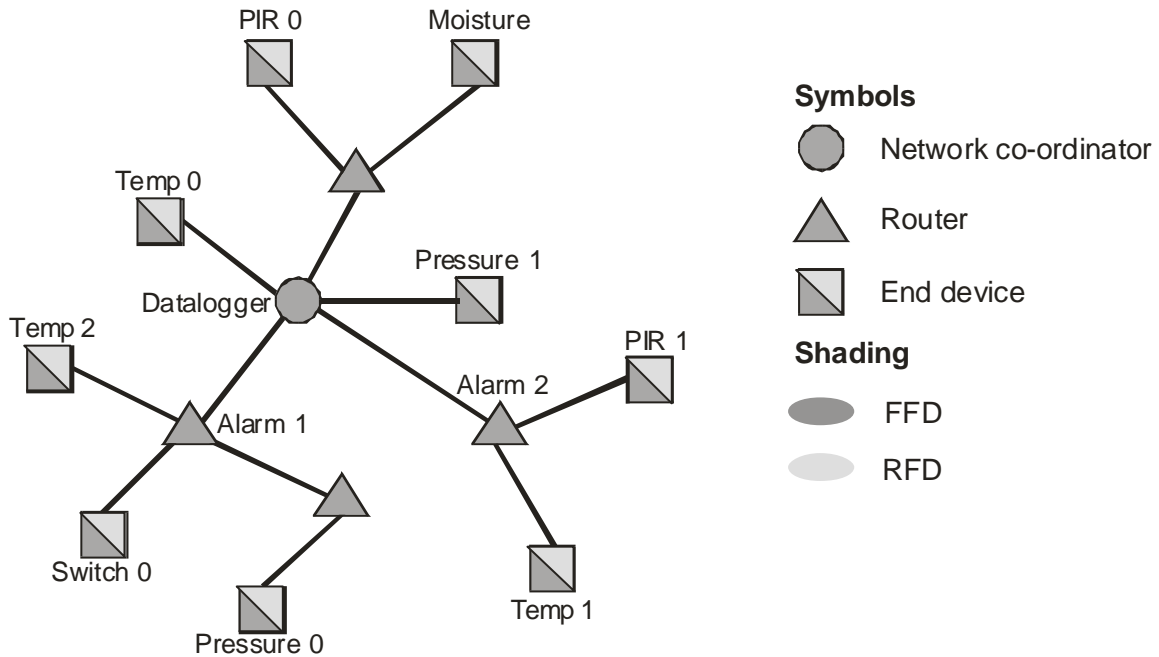 PIR 0
Moisture
Temp 0
Pressure 1
Datalogger
Temp 2
PIR 1
Alarm 2
Alarm 1
Switch 0
Temp 1
Pressure 0
Symbols
Network co-ordinator
Router
End device
Shading
FFD
RFD